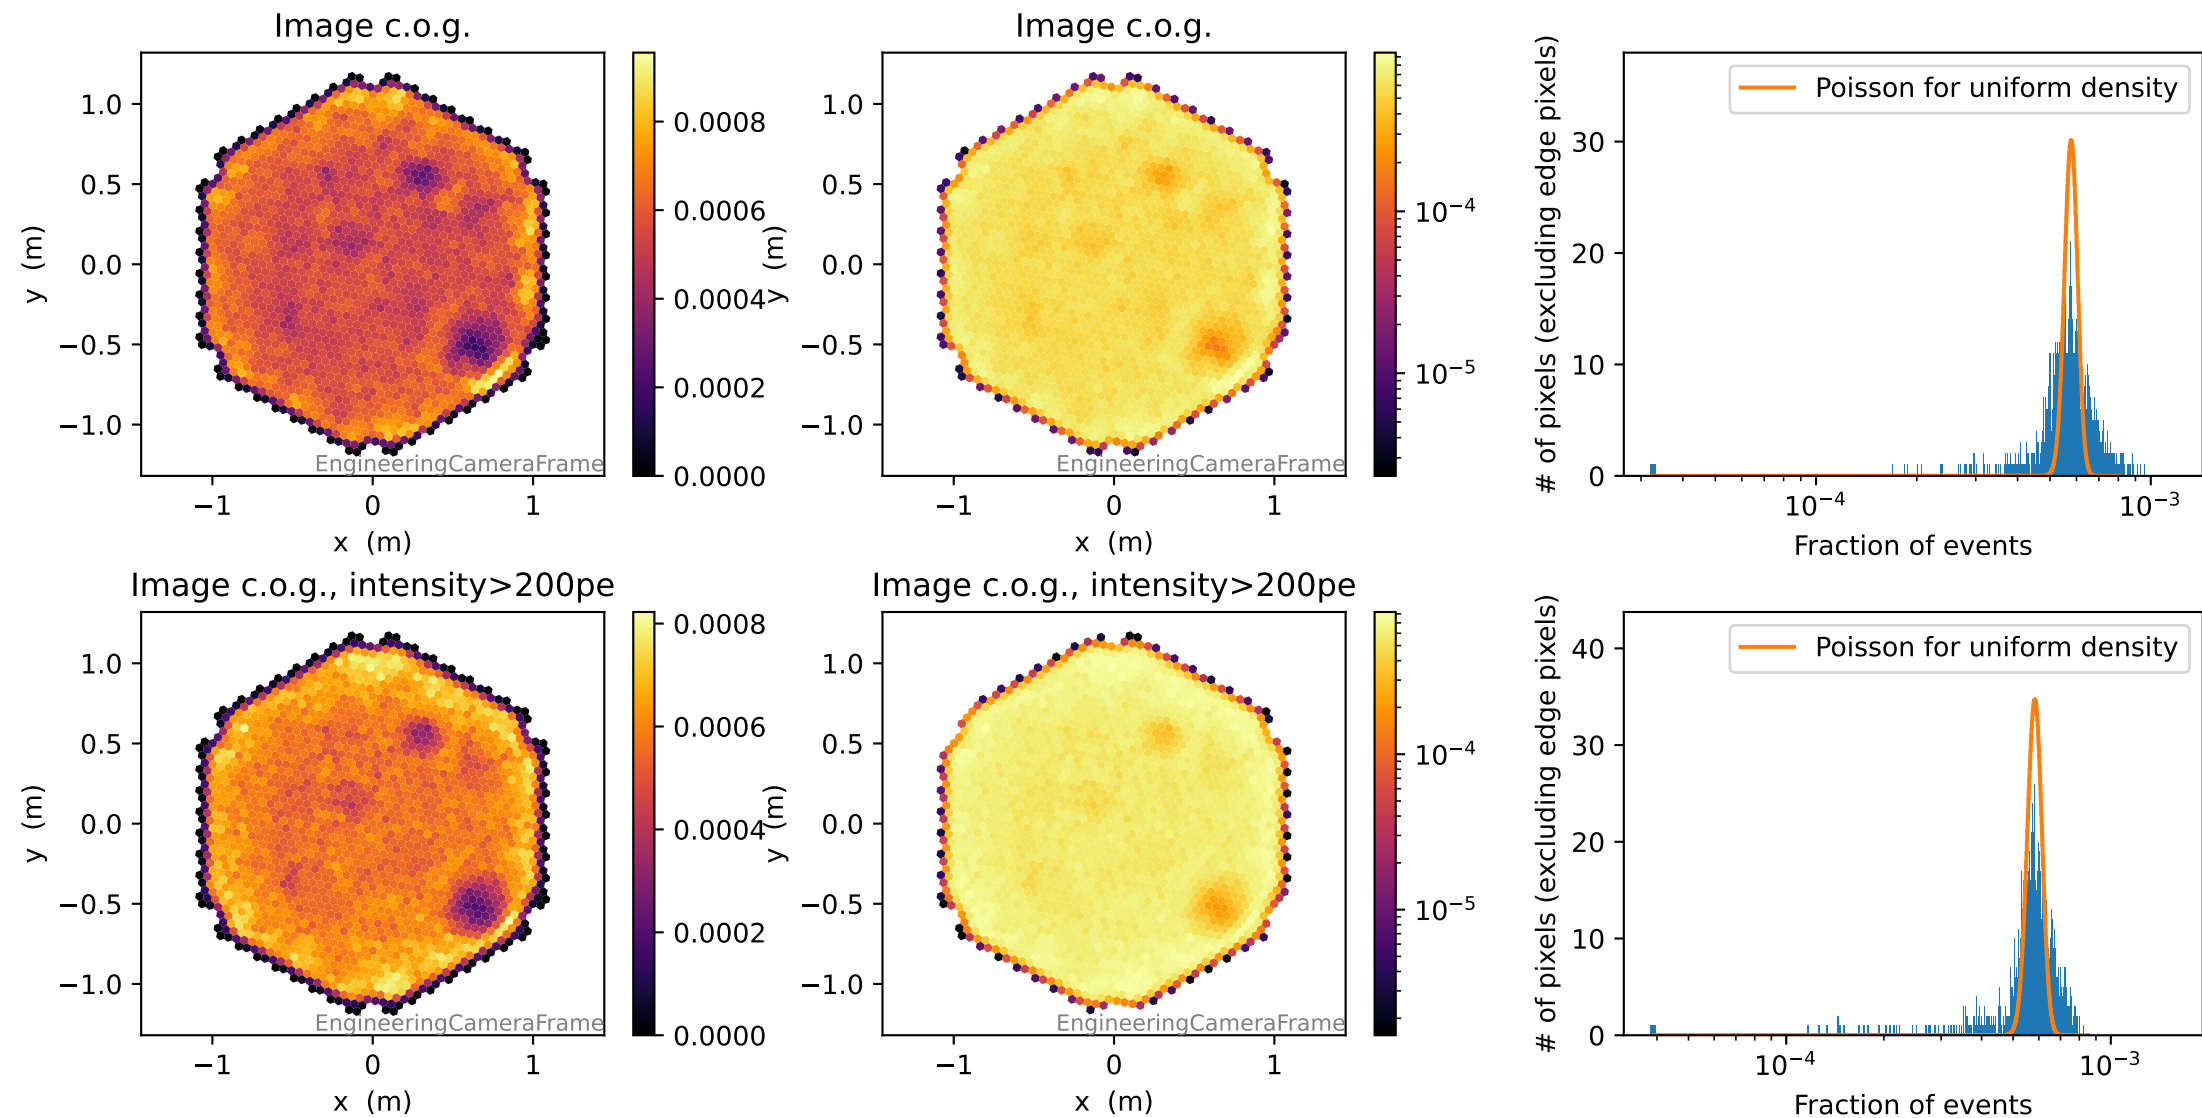 Image c.o.g.
1.0
0.5
0.0
−0.5
−1.0
y (m)
−1
0
1
x (m)
EngineeringCameraFrame
0.0008
0.0006
0.0004
0.0002
0.0000
Image c.o.g.
1.0
0.5
0.0
−0.5
−1.0
y (m)
−1
0
1
x (m)
EngineeringCameraFrame
10−4
10−5
Poisson for uniform density
30
20
10
0
# of pixels (excluding edge pixels)
10−4
10−3
Fraction of events
Image c.o.g., intensity>200pe
1.0
0.5
0.0
−0.5
−1.0
y (m)
−1
0
1
x (m)
EngineeringCameraFrame
0.0008
0.0006
0.0004
0.0002
0.0000
Image c.o.g., intensity>200pe
1.0
0.5
0.0
−0.5
−1.0
y (m)
−1
0
1
x (m)
EngineeringCameraFrame
10−4
10−5
Poisson for uniform density
40
30
20
10
0
# of pixels (excluding edge pixels)
10−4
10−3
Fraction of events